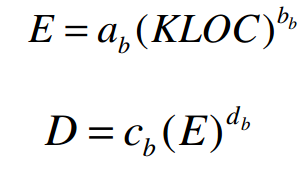 E = a_b(KLOC)^{b_b}
D = c_b(E)^{d_b}